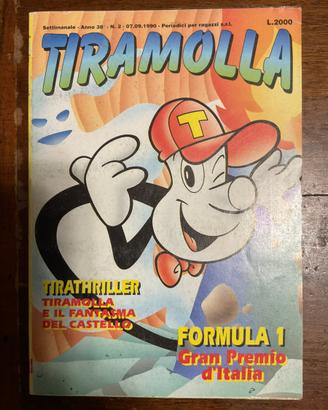 Settimanale - Anno 38° - N. 2 - 07.09.1990 - Periodici per ragazzi s.r.l.
L.2000
TIRAMOLLA
T
TIRATHRILLER
TIRAMOLLA
E IL FANTASMA
DEL CASTELLO
FORMULA 1
Gran Premio
d'Italia